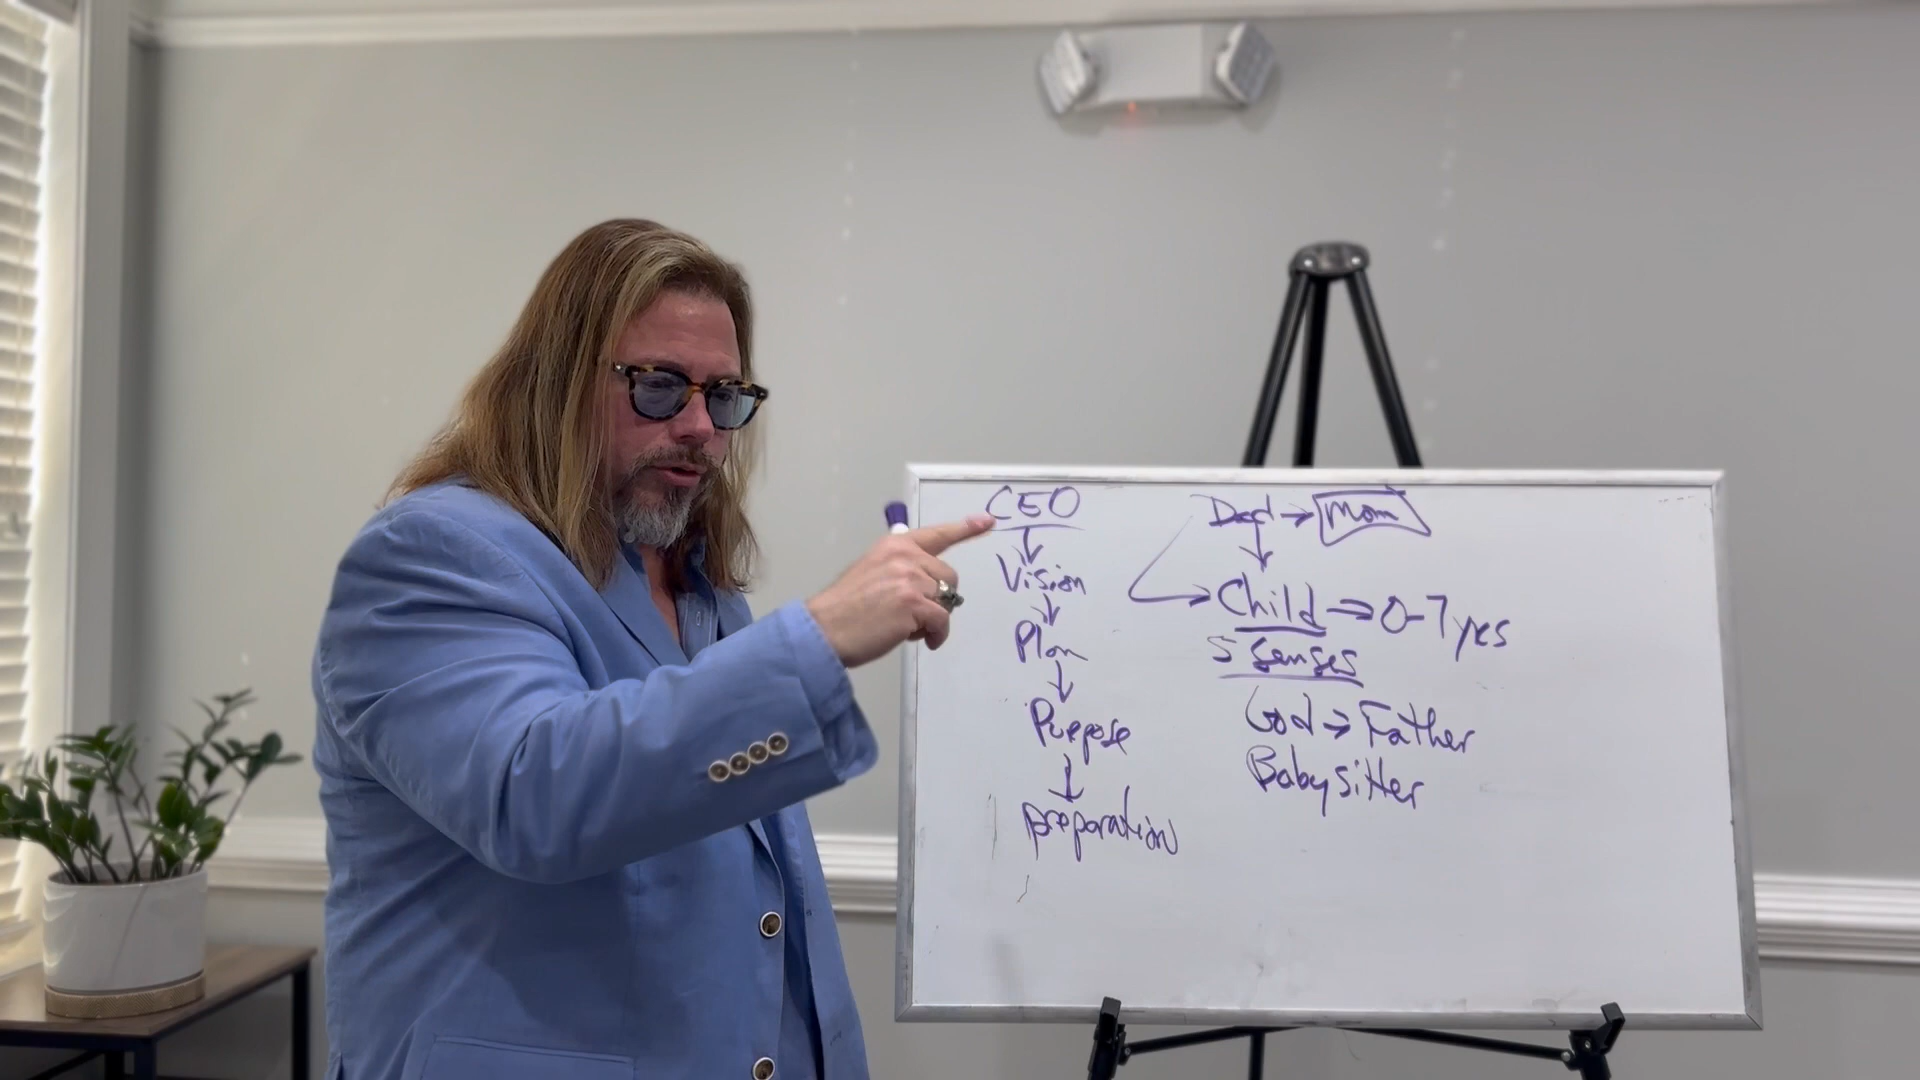 CEO
Vision
Plan
Purpose
Preparation
Dad → Mom
Child → 0-7 yrs
5 Senses
God → Father
Babysitter